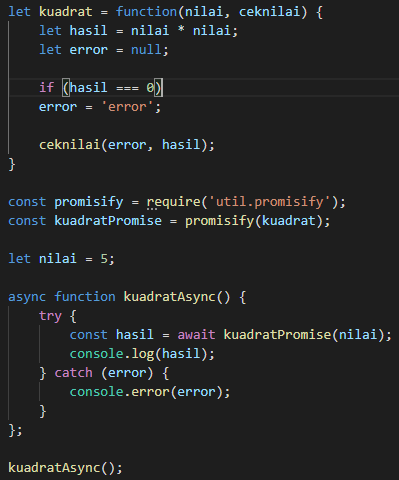 let kuadrat = function(nilai, ceknilai) {
    let hasil = nilai * nilai;
    let error = null;

    if (hasil === 0)
    error = 'error';

    ceknilai(error, hasil);
}

const promisify = require('util.promisify');
const kuadratPromise = promisify(kuadrat);

let nilai = 5;

async function kuadratAsync() {
    try {
        const hasil = await kuadratPromise(nilai);
        console.log(hasil);
    } catch (error) {
        console.error(error);
    }
};

kuadratAsync();